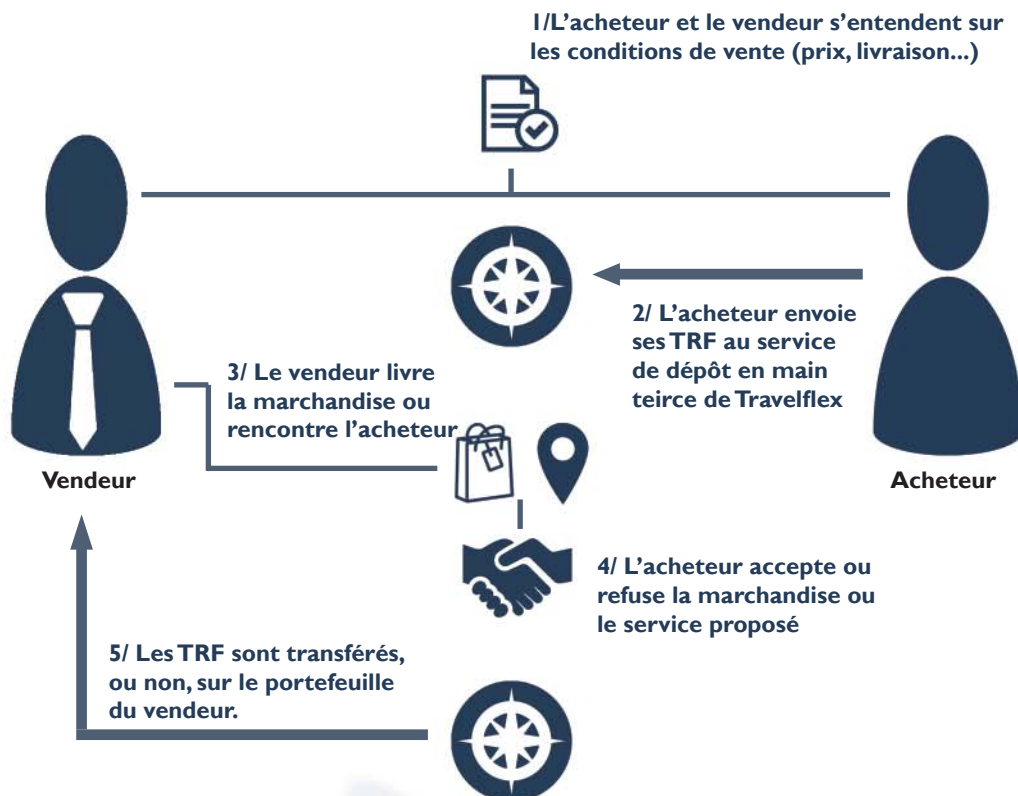 1/L’acheteur et le vendeur s’entendent sur
les conditions de vente (prix, livraison...)
2/ L’acheteur envoie
ses TRF au service
de dépôt en main
teirce de Travelflex
3/ Le vendeur livre
la marchandise ou
rencontre l’acheteur
Vendeur
Acheteur
4/ L’acheteur accepte ou
refuse la marchandise ou
le service proposé
5/ Les TRF sont transférés,
ou non, sur le portefeuille
du vendeur.